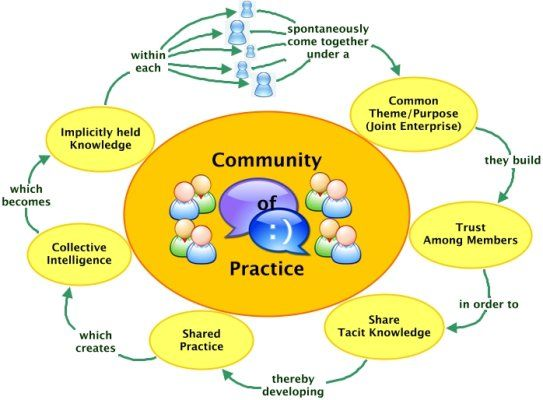 spontaneously
come together
under a
Common
Theme/Purpose
(Joint Enterprise)
they build
Trust
Among Members
in order to
Share
Tacit Knowledge
thereby
developing
Shared
Practice
which
creates
Collective
Intelligence
which
becomes
Implicitly held
Knowledge
within
each
Community
of
:)
Practice